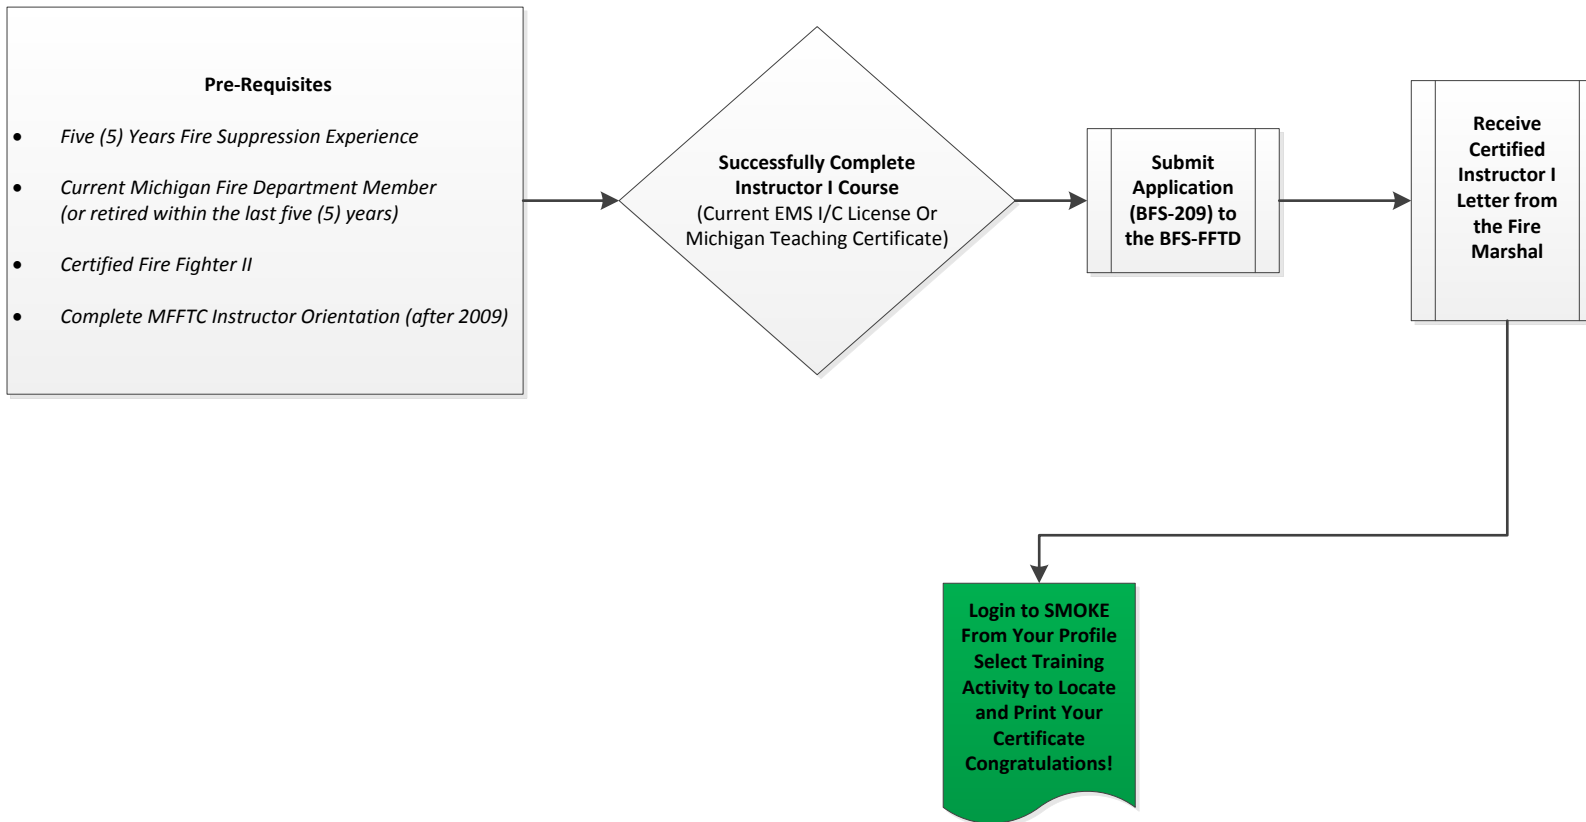 Pre-Requisites
• Five (5) Years Fire Suppression Experience
• Current Michigan Fire Department Member
(or retired within the last five (5) years)
• Certified Fire Fighter II
• Complete MFFTC Instructor Orientation (after 2009)
Successfully Complete
Instructor I Course
(Current EMS I/C License Or
Michigan Teaching Certificate)
Submit
Application
(BFS-209) to
the BFS-FFTD
Receive
Certified
Instructor I
Letter from
the Fire
Marshal
Login to SMOKE
From Your Profile
Select Training
Activity to Locate
and Print Your
Certificate
Congratulations!